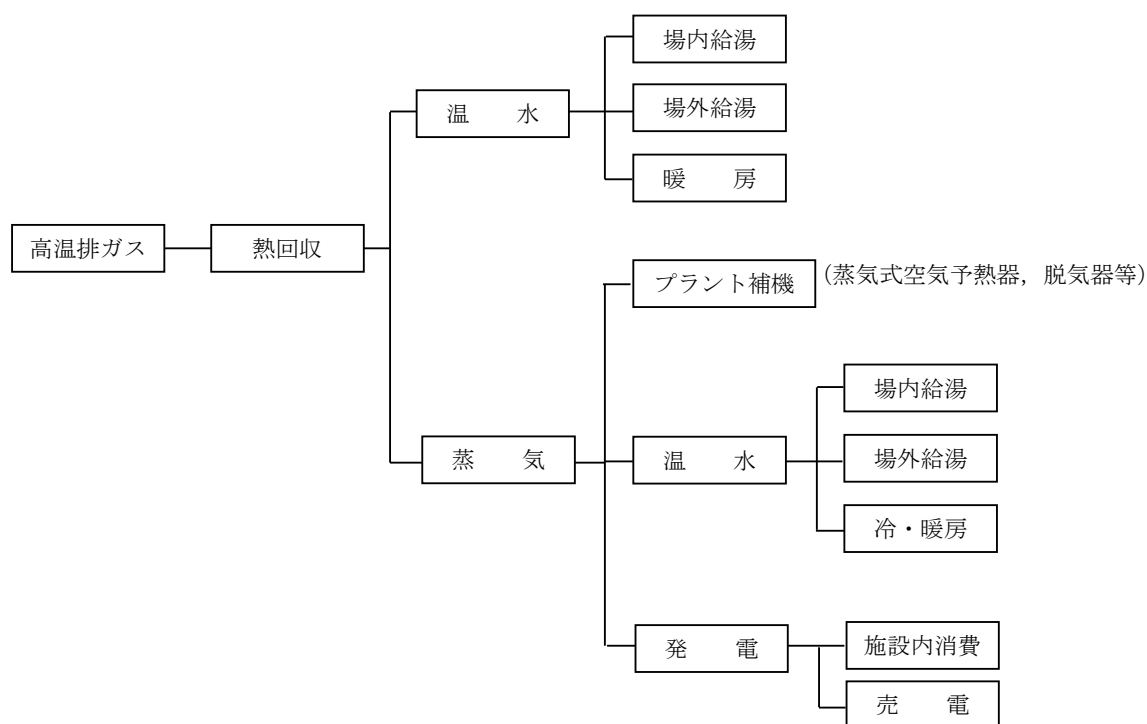 場内給湯
場外給湯
温　　水
暖　　房
高温排ガス
熱回収
プラント補機
(蒸気式空気予熱器，脱気器等)
場内給湯
蒸　　気
温　　水
場外給湯
冷・暖房
発　　電
施設内消費
売　　電